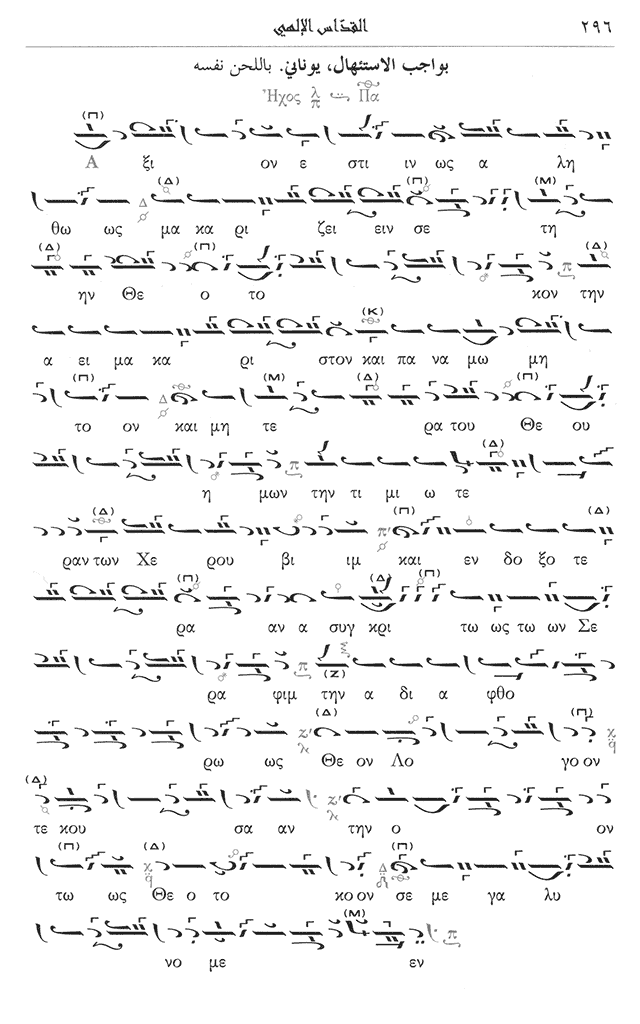 القدّاس الإلهي ٢٩٦
بواجب الاستئهال، يونانيّ. باللحن نفسه
Ἦχος λ π Πα
Α ξι ον ε στι ιν ως α λη
θω ως μα κα ρι ζει ειν σε τη
ην Θε ο το κον την
α ει μα κα ρι στον και πα να μω μη
το ον και μη τε ρα του Θε ου
η μων την τι μι ω τε
ραν των Χε ρου βι ιμ και εν δο ξο τε
ρα αν α συγ κρι τω ως τω ων Σε
ρα φιμ την α δι α φθο
ρω ως Θε ον Λο γο ον
τε κου σα αν την ο ον
τω ως Θε ο το κο ον σε με γα λυ
νο με εν